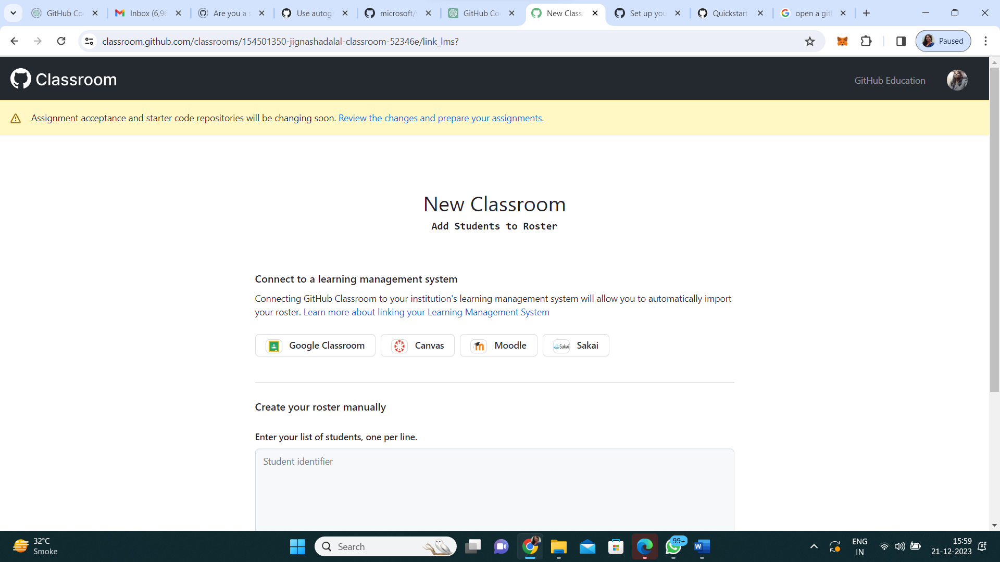 GitHub Co
Inbox (6,96
Are you a s
Use autogr
microsoft/
GitHub Co
New Classr
Set up you
Quickstart
open a git
classroom.github.com/classrooms/154501350-jignashadalal-classroom-52346e/link_lms?
Paused
Classroom
GitHub Education
Assignment acceptance and starter code repositories will be changing soon. Review the changes and prepare your assignments.
New Classroom
Add Students to Roster
Connect to a learning management system
Connecting GitHub Classroom to your institution's learning management system will allow you to automatically import
your roster. Learn more about linking your Learning Management System
Google Classroom
Canvas
Moodle
Sakai
Sakai
Create your roster manually
Enter your list of students, one per line.
Student identifier
32°C
Smoke
Search
99+
ENG
IN
15:59
21-12-2023